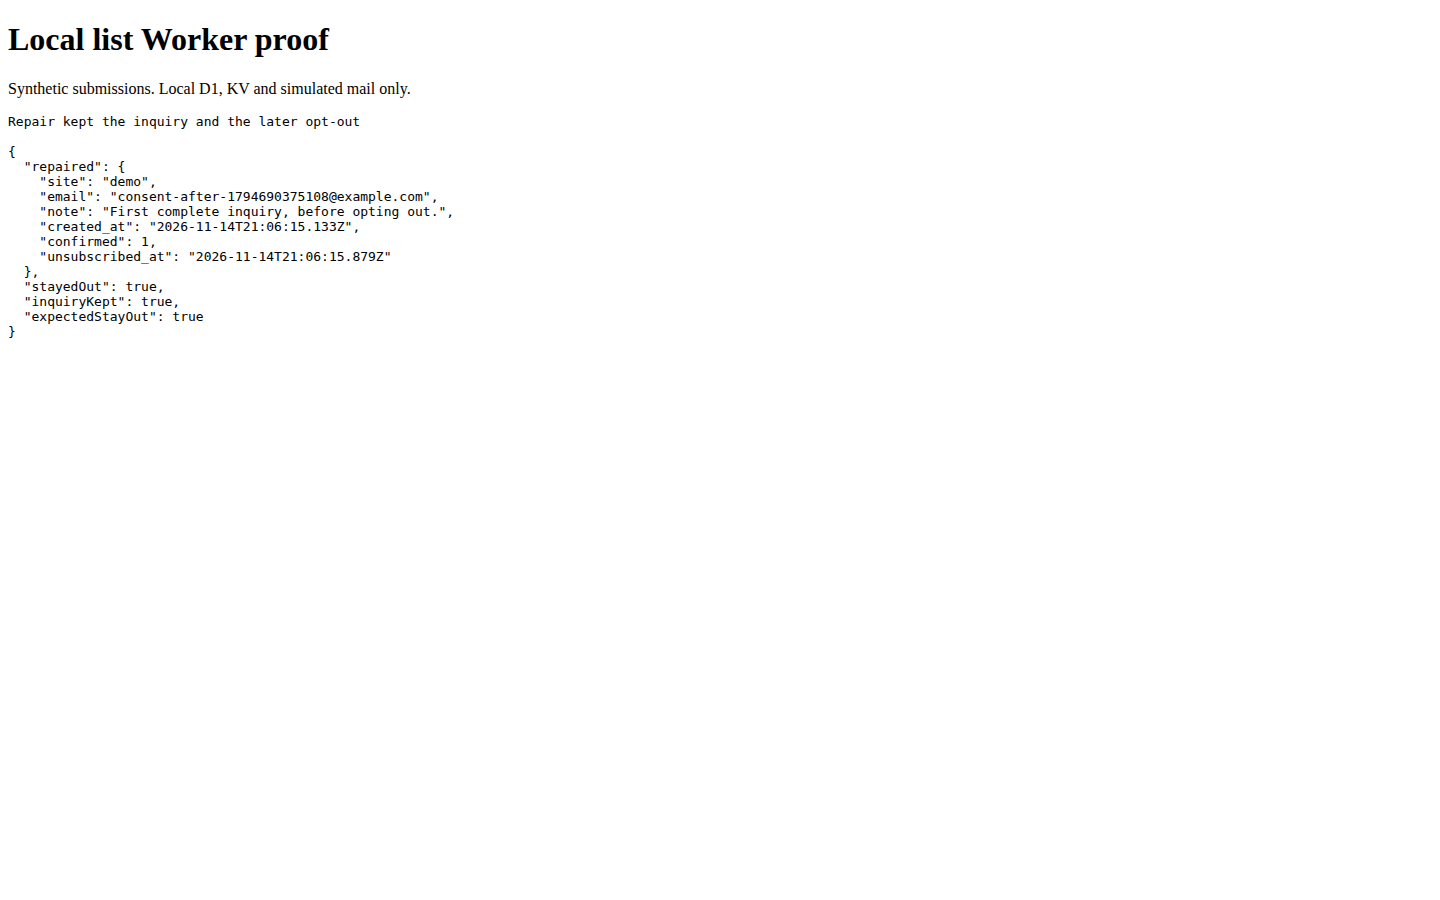 Local list Worker proof
Synthetic submissions. Local D1, KV and simulated mail only.
Repair kept the inquiry and the later opt-out
{
  "repaired": {
    "site": "demo",
    "email": "consent-after-1794690375108@example.com",
    "note": "First complete inquiry, before opting out.",
    "created_at": "2026-11-14T21:06:15.133Z",
    "confirmed": 1,
    "unsubscribed_at": "2026-11-14T21:06:15.879Z"
  },
  "stayedOut": true,
  "inquiryKept": true,
  "expectedStayOut": true
}